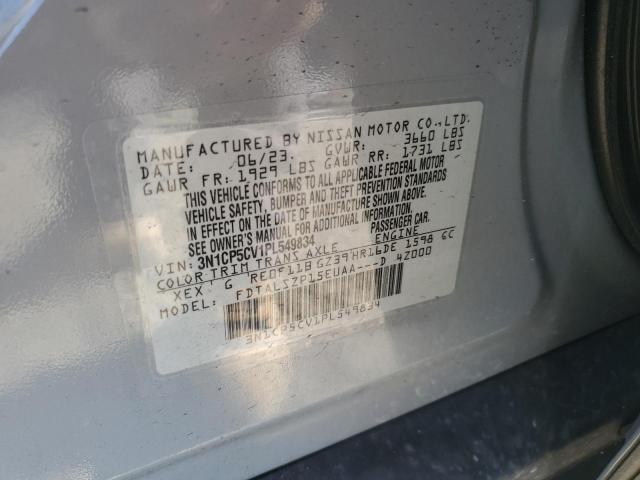 MANUFACTURED BY NISSAN MOTOR CO.,LTD.
DATE: 06/23. GVWR: 3660 LBS
GAWR FR: 1929 LBS GAWR RR: 1731 LBS
THIS VEHICLE CONFORMS TO ALL APPLICABLE FEDERAL MOTOR
VEHICLE SAFETY, BUMPER AND THEFT PREVENTION STANDARDS
IN EFFECT ON THE DATE OF MANUFACTURE SHOWN ABOVE.
SEE OWNER'S MANUAL FOR ADDITIONAL INFORMATION.
VIN: 3N1CP5CV1PL549834 PASSENGER CAR.
COLOR TRIM TRANS AXLE ENGINE
XEX' G RE0F11B GZ39 HR16DE 1598 CC
MODEL: FDTALSZP15EUAA---D 4Z000
3N1CP5CV1PL549834